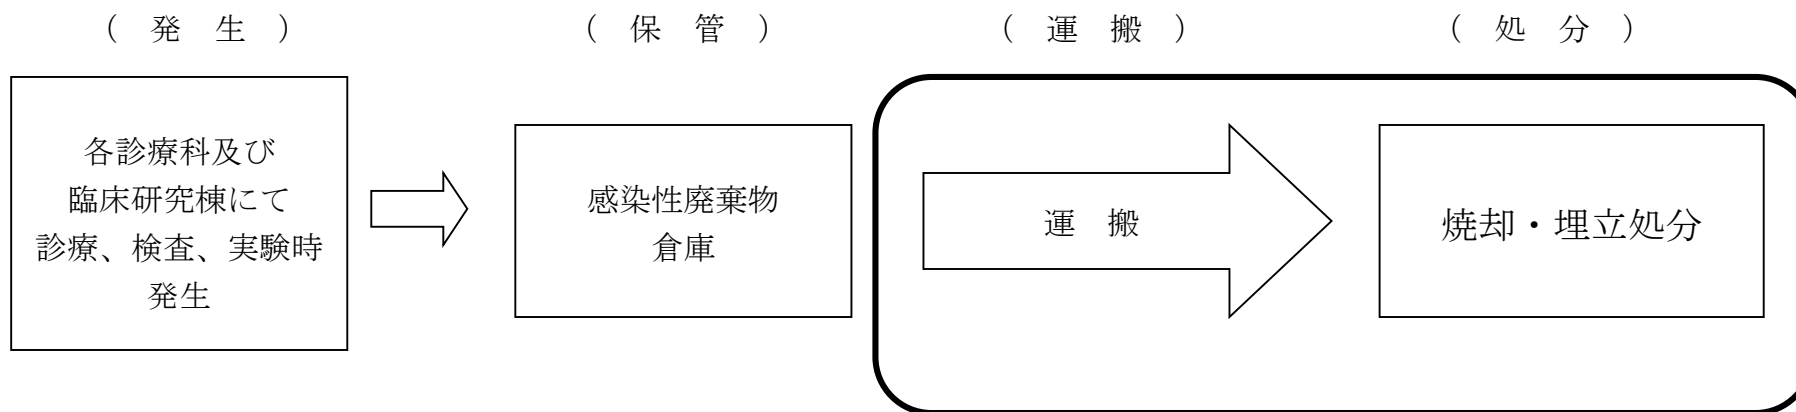 （　発　生　）
（　保　管　）
（　運　搬　）
（　処　分　）
各診療科及び
臨床研究棟にて
診療、検査、実験時
発生
感染性廃棄物
倉庫
運　搬
焼却・埋立処分